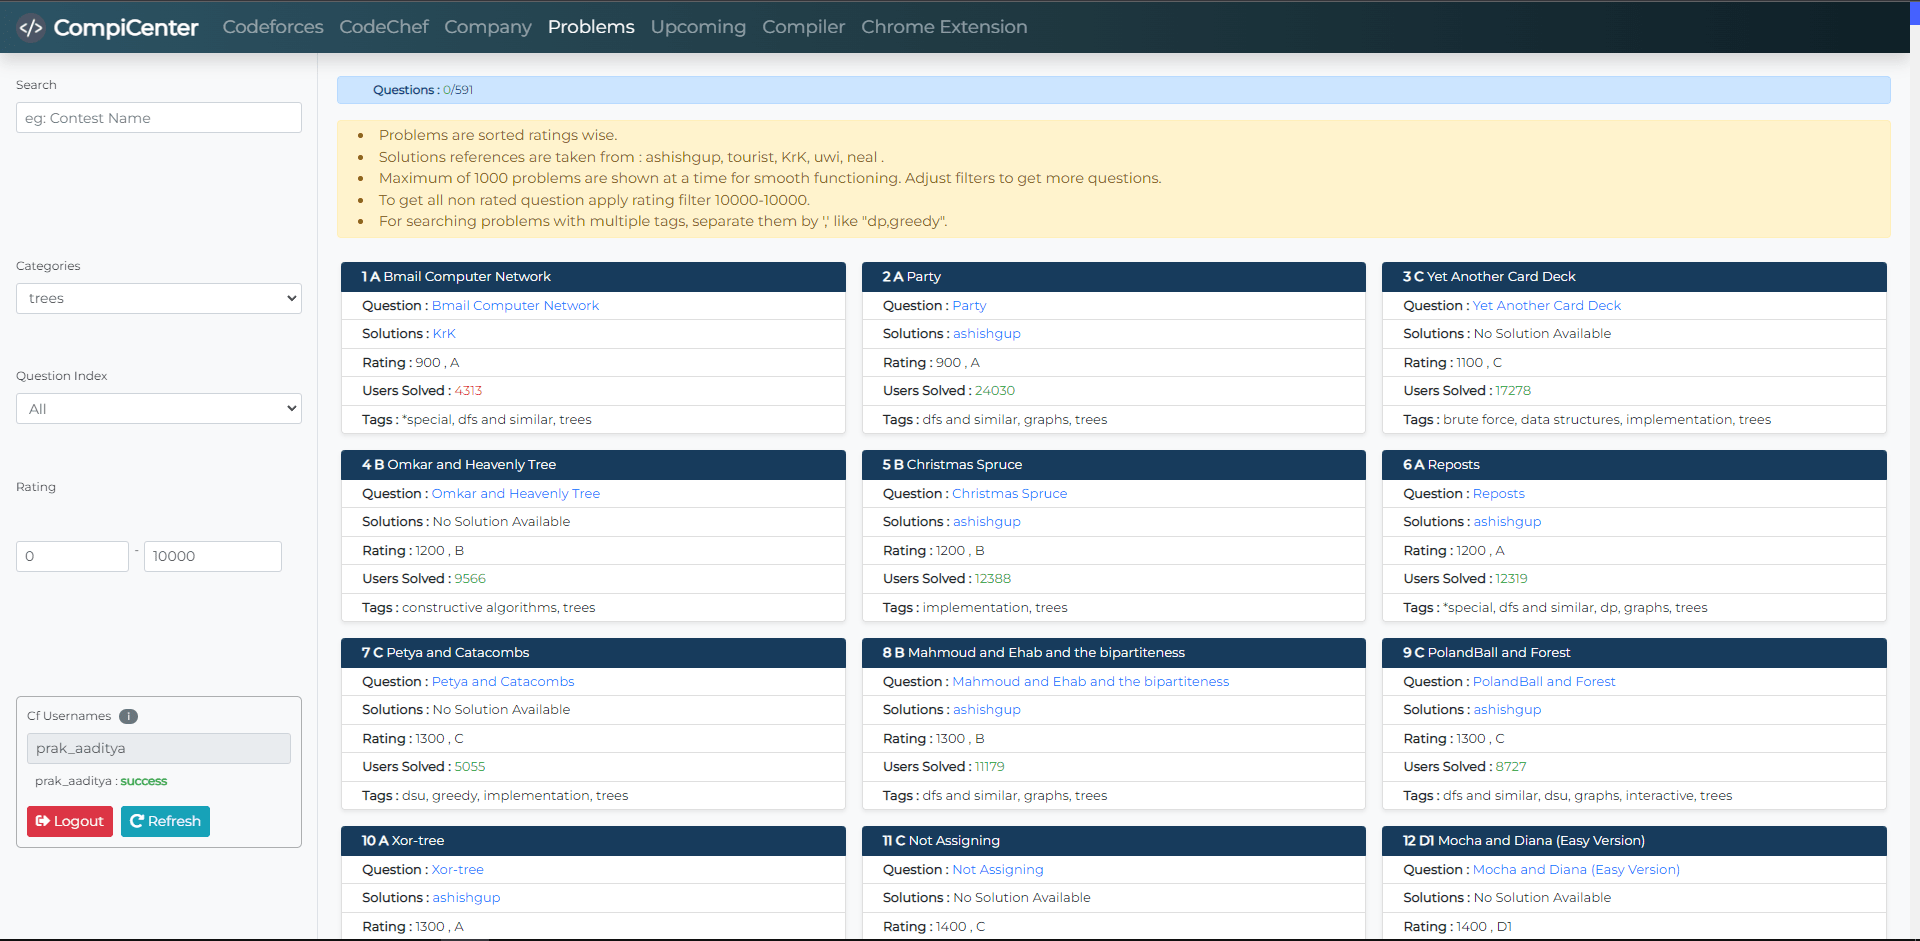 </> CompiCenter Codeforces CodeChef Company Problems Upcoming Compiler Chrome Extension
Search
eg: Contest Name
Categories
trees
Question Index
All
Rating
0 - 10000
Cf Usernames i
prak_aaditya
prak_aaditya : success
Logout Refresh
Questions : 0/591
• Problems are sorted ratings wise.
• Solutions references are taken from : ashishgup, tourist, KrK, uwi, neal .
• Maximum of 1000 problems are shown at a time for smooth functioning. Adjust filters to get more questions.
• To get all non rated question apply rating filter 10000-10000.
• For searching problems with multiple tags, separate them by ',' like "dp,greedy".
1 A Bmail Computer Network
Question : Bmail Computer Network
Solutions : KrK
Rating : 900 , A
Users Solved : 4313
Tags : *special, dfs and similar, trees
2 A Party
Question : Party
Solutions : ashishgup
Rating : 900 , A
Users Solved : 24030
Tags : dfs and similar, graphs, trees
3 C Yet Another Card Deck
Question : Yet Another Card Deck
Solutions : No Solution Available
Rating : 1100 , C
Users Solved : 17278
Tags : brute force, data structures, implementation, trees
4 B Omkar and Heavenly Tree
Question : Omkar and Heavenly Tree
Solutions : No Solution Available
Rating : 1200 , B
Users Solved : 9566
Tags : constructive algorithms, trees
5 B Christmas Spruce
Question : Christmas Spruce
Solutions : ashishgup
Rating : 1200 , B
Users Solved : 12388
Tags : implementation, trees
6 A Reposts
Question : Reposts
Solutions : ashishgup
Rating : 1200 , A
Users Solved : 12319
Tags : *special, dfs and similar, dp, graphs, trees
7 C Petya and Catacombs
Question : Petya and Catacombs
Solutions : No Solution Available
Rating : 1300 , C
Users Solved : 5055
Tags : dsu, greedy, implementation, trees
8 B Mahmoud and Ehab and the bipartiteness
Question : Mahmoud and Ehab and the bipartiteness
Solutions : ashishgup
Rating : 1300 , B
Users Solved : 11179
Tags : dfs and similar, graphs, trees
9 C PolandBall and Forest
Question : PolandBall and Forest
Solutions : ashishgup
Rating : 1300 , C
Users Solved : 8727
Tags : dfs and similar, dsu, graphs, interactive, trees
10 A Xor-tree
Question : Xor-tree
Solutions : ashishgup
Rating : 1300 , A
11 C Not Assigning
Question : Not Assigning
Solutions : No Solution Available
Rating : 1400 , C
12 D1 Mocha and Diana (Easy Version)
Question : Mocha and Diana (Easy Version)
Solutions : No Solution Available
Rating : 1400 , D1